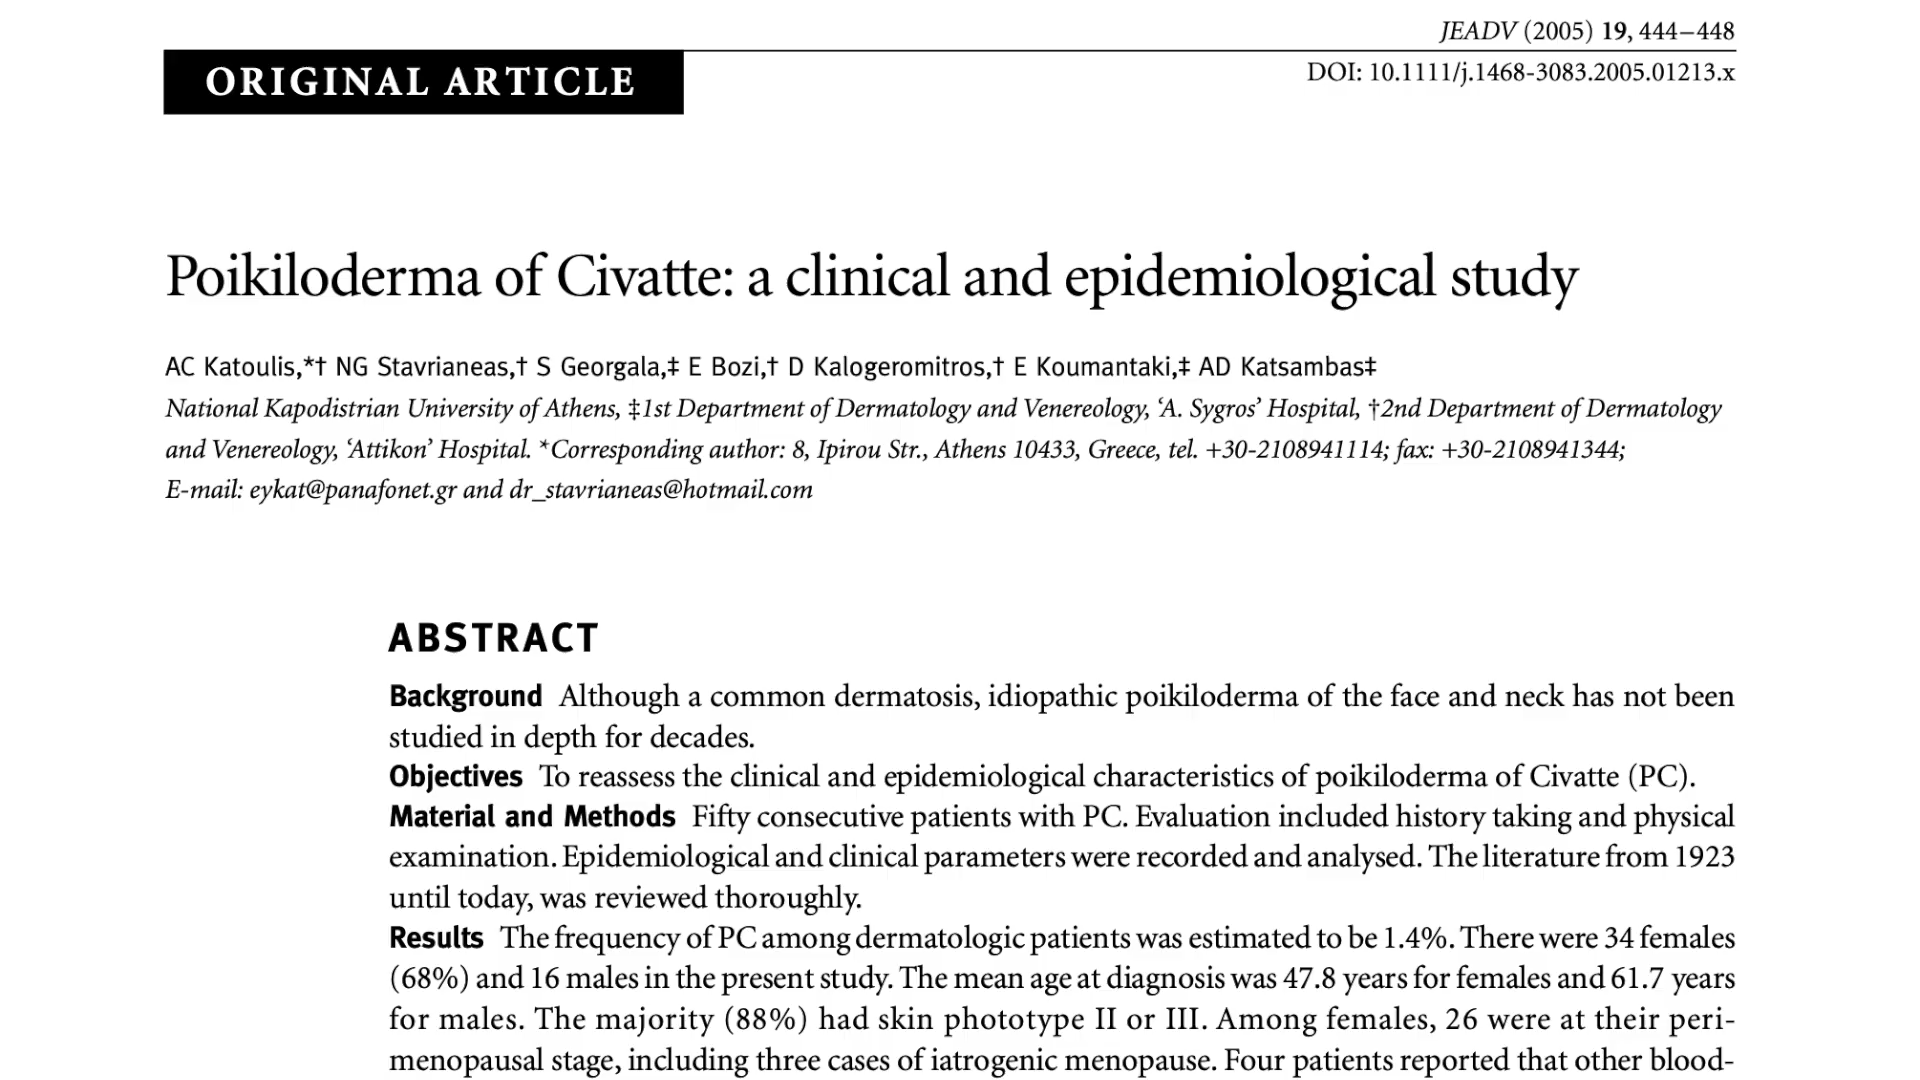 JEADV (2005) 19, 444–448
ORIGINAL ARTICLE
DOI: 10.1111/j.1468-3083.2005.01213.x
Poikiloderma of Civatte: a clinical and epidemiological study
AC Katoulis,*† NG Stavrianeas,† S Georgala,‡ E Bozi,† D Kalogeromitros,† E Koumantaki,‡ AD Katsambas‡
National Kapodistrian University of Athens, ‡1st Department of Dermatology and Venereology, ‘A. Sygros’ Hospital, †2nd Department of Dermatology
and Venereology, ‘Attikon’ Hospital. *Corresponding author: 8, Ipirou Str., Athens 10433, Greece, tel. +30-2108941114; fax: +30-2108941344;
E-mail: eykat@panafonet.gr and dr_stavrianeas@hotmail.com
ABSTRACT
Background Although a common dermatosis, idiopathic poikiloderma of the face and neck has not been
studied in depth for decades.
Objectives To reassess the clinical and epidemiological characteristics of poikiloderma of Civatte (PC).
Material and Methods Fifty consecutive patients with PC. Evaluation included history taking and physical
examination. Epidemiological and clinical parameters were recorded and analysed. The literature from 1923
until today, was reviewed thoroughly.
Results The frequency of PC among dermatologic patients was estimated to be 1.4%. There were 34 females
(68%) and 16 males in the present study. The mean age at diagnosis was 47.8 years for females and 61.7 years
for males. The majority (88%) had skin phototype II or III. Among females, 26 were at their peri-
menopausal stage, including three cases of iatrogenic menopause. Four patients reported that other blood-